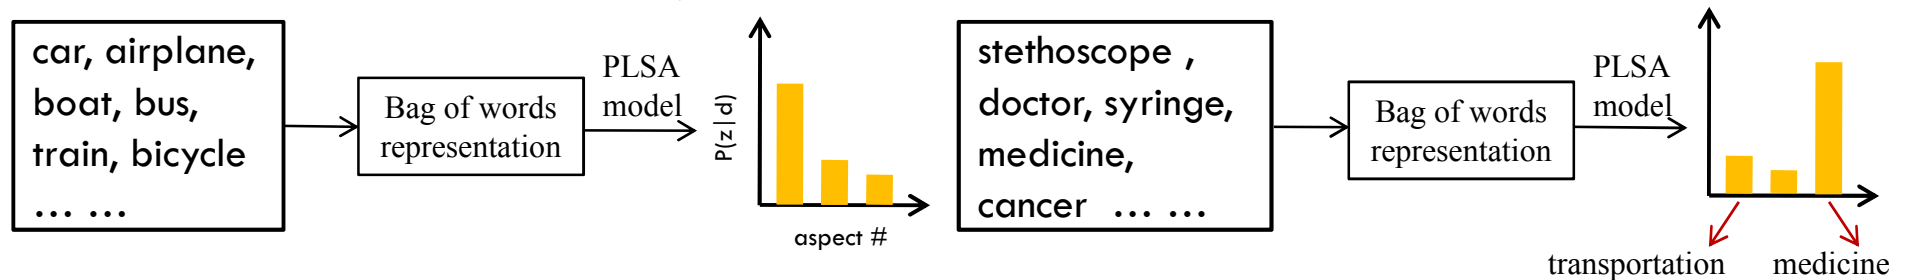 car, airplane,
boat, bus,
train, bicycle
... ...
Bag of words
representation
PLSA
model
P(z|d)
aspect #
stethoscope ,
doctor, syringe,
medicine,
cancer ... ...
Bag of words
representation
PLSA
model
transportation
medicine